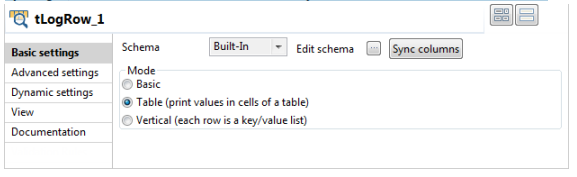 tLogRow_1
Basic settings
Advanced settings
Dynamic settings
View
Documentation
Schema Built-In Edit schema ... Sync columns
Mode
Basic
Table (print values in cells of a table)
Vertical (each row is a key/value list)